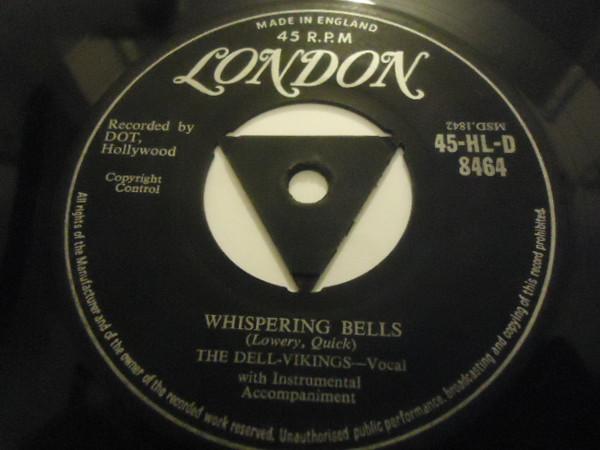 MADE IN ENGLAND
45 R.P.M
LONDON
Recorded by
DOT,
Hollywood
Copyright
Control
MSD.1842
45-HL-D
8464
WHISPERING BELLS
(Lowery, Quick)
THE DELL-VIKINGS—Vocal
with Instrumental
Accompaniment
All rights of the Manufacturer and of the owner of the recorded work reserved. Unauthorised public performance, broadcasting and copying of this record prohibited.